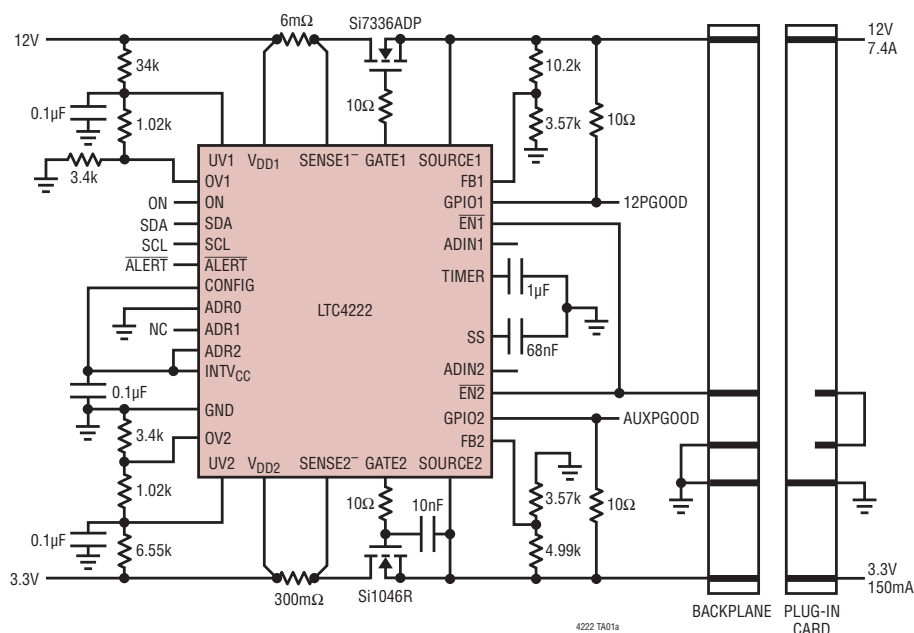 6mΩ
Si7336ADP
12V
12V
7.4A
34k
10.2k
0.1µF
1.02k
10Ω
3.57k
10Ω
UV1
VDD1
SENSE1−
GATE1
SOURCE1
3.4k
OV1
FB1
ON
ON
GPIO1
12PGOOD
SDA
SDA
EN1
SCL
SCL
ADIN1
ALERT
ALERT
CONFIG
TIMER
1µF
ADR0
LTC4222
NC
ADR1
SS
68nF
ADR2
INTVCC
ADIN2
0.1µF
EN2
GND
GPIO2
AUXPGOOD
3.4k
OV2
FB2
UV2
VDD2
SENSE2−
GATE2
SOURCE2
1.02k
10Ω
10nF
3.57k
10Ω
0.1µF
6.55k
4.99k
3.3V
3.3V
150mA
300mΩ
Si1046R
BACKPLANE
PLUG-IN
CARD
4222 TA01a